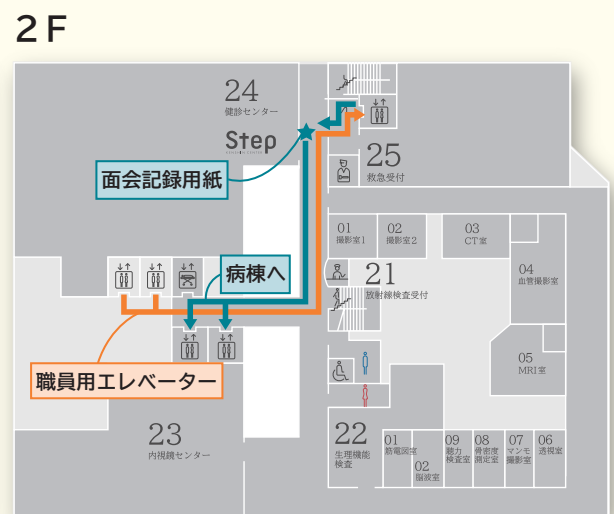 2F
24
健診センター
Step
面会記録用紙
25
救急受付
01
撮影室1
02
撮影室2
03
CT室
04
血管撮影室
21
放射線検査受付
病棟へ
05
MRI室
職員用エレベーター
23
内視鏡センター
22
生理機能
検査
01
筋電図室
02
脳波室
09
聴力
検査室
08
骨密度
測定室
07
マンモ
撮影室
06
透視室